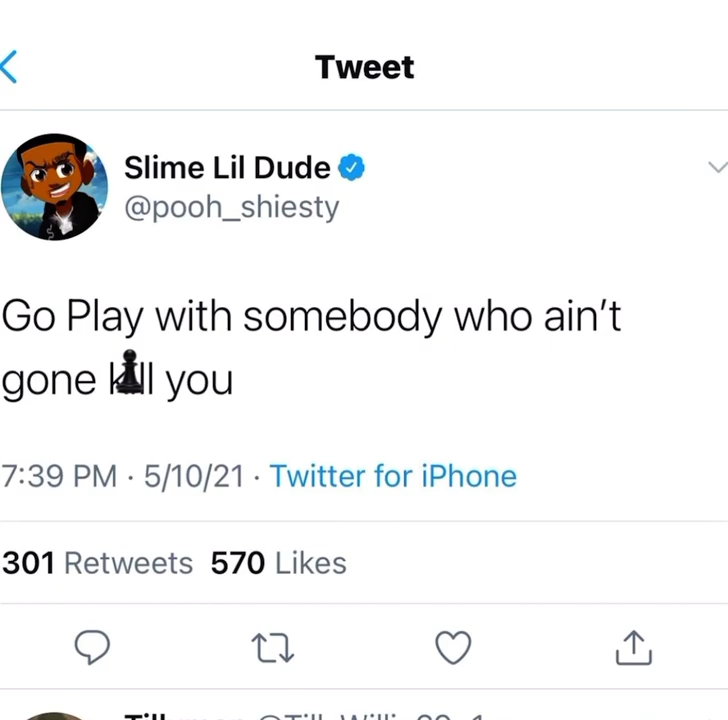 Tweet
Slime Lil Dude
@pooh_shiesty
Go Play with somebody who ain't
gone k♟ll you
7:39 PM · 5/10/21 · Twitter for iPhone
301 Retweets 570 Likes